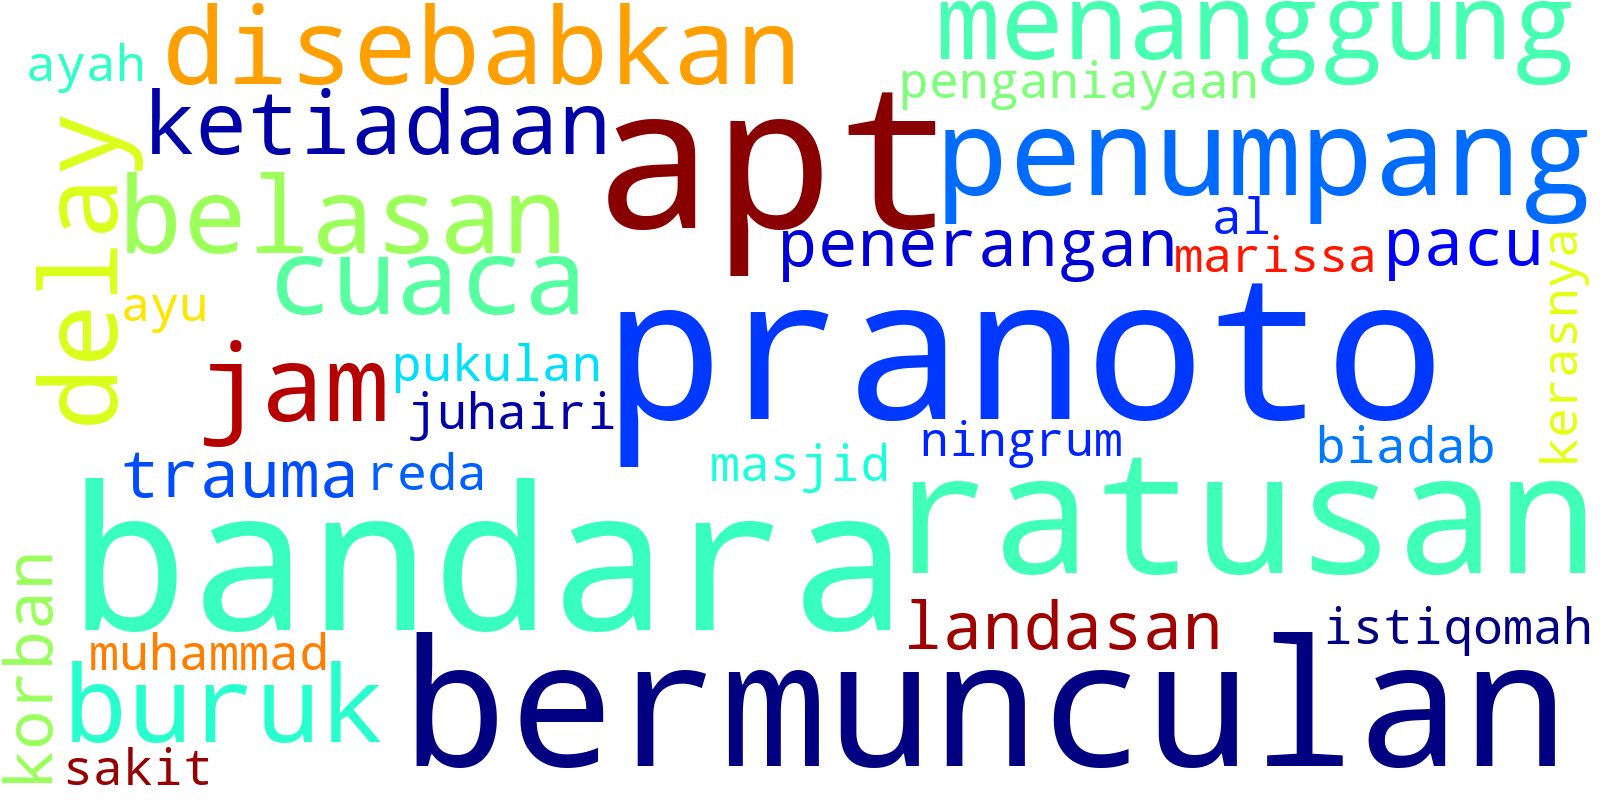 disebabkan
menanggung
ayah
penganiayaan
ketiadaan
apt
penumpang
delay
belasan
al
penerangan
marissa
pacu
kerasnya
cuaca
ayu
pranoto
jam
pukulan
juhairi
ningrum
biadab
trauma
reda
masjid
ratusan
bandara
korban
landasan
istiqomah
muhammad
buruk
bermunculan
sakit